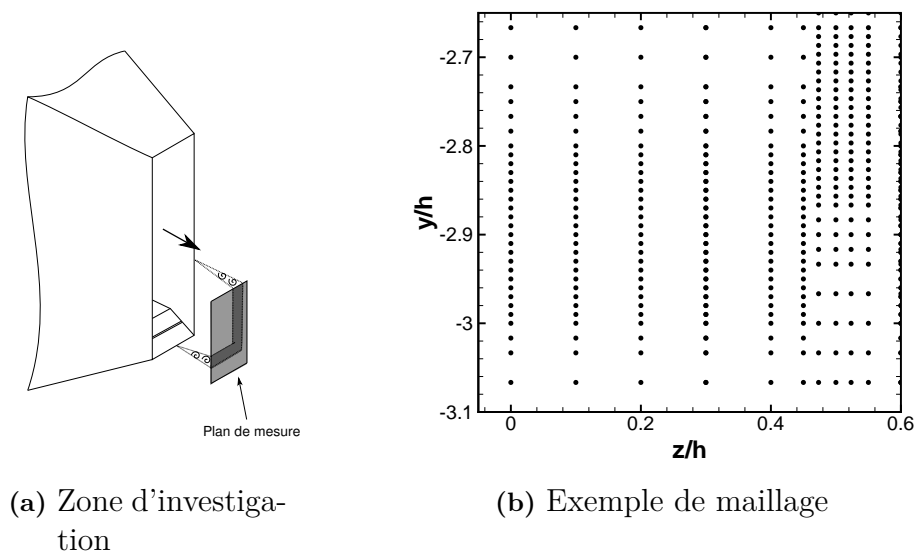 Plan de mesure
(a) Zone d'investiga-
tion
-2.7
-2.8
-2.9
-3
-3.1
y/h
0
0.2
0.4
0.6
z/h
(b) Exemple de maillage